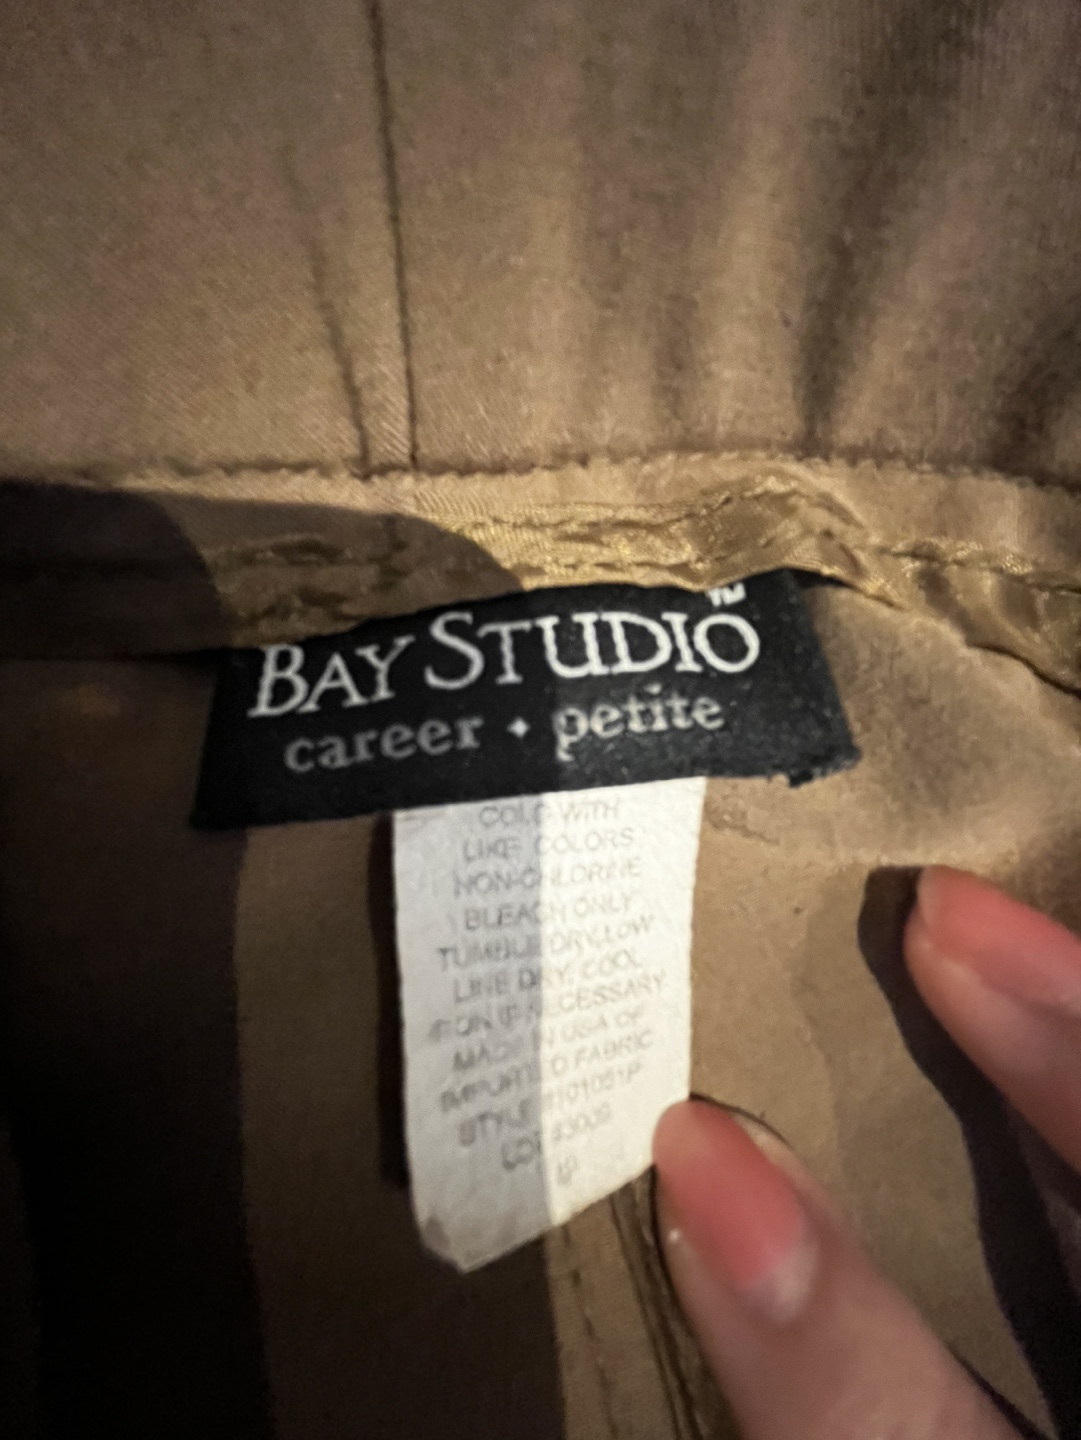 BAY STUDIO
career • petite
COLD WITH
LIKE COLORS
NON-CHLORINE
BLEACH ONLY
TUMBLE DRY, LOW
LINE DRY, COOL
IRON IF NECESSARY
MADE IN USA OF
IMPORTED FABRIC
STYLE